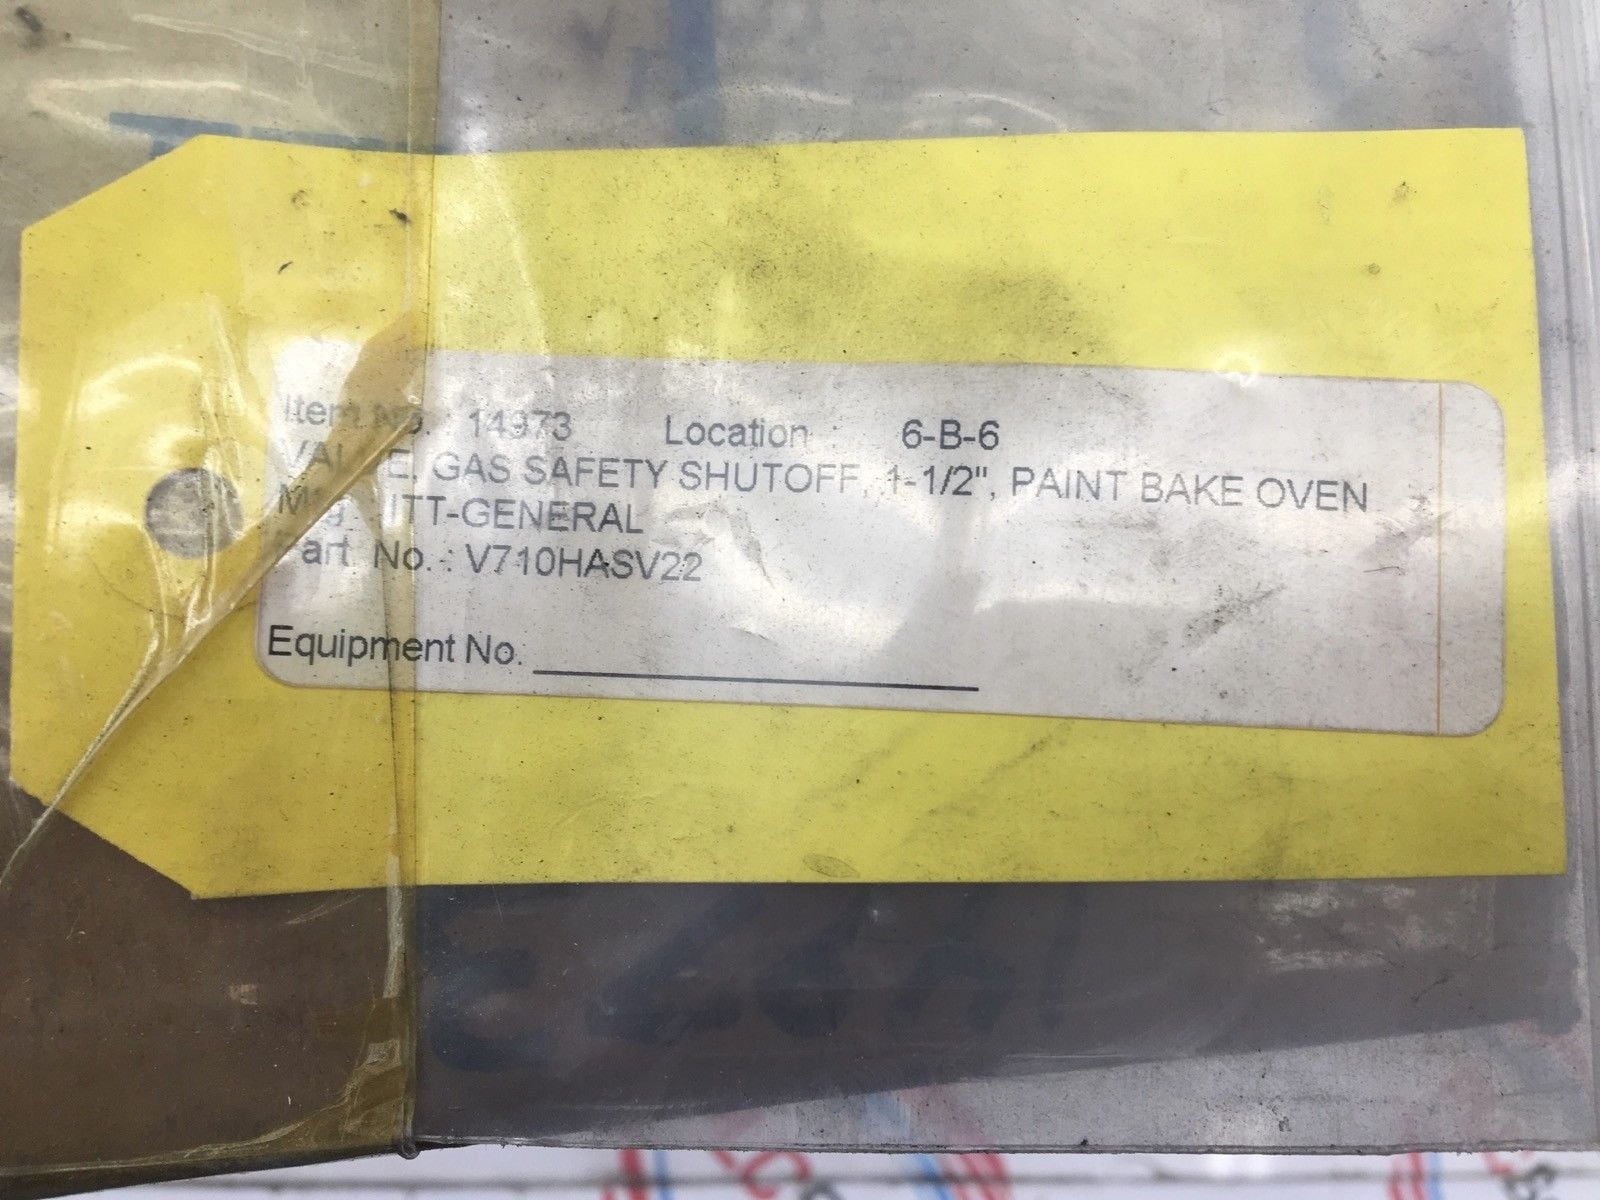 Item No. : 14973 Location : 6-B-6
VALVE, GAS SAFETY SHUTOFF, 1-1/2", PAINT BAKE OVEN
Mfg. ITT-GENERAL
Part No. : V710HASV22
Equipment No.